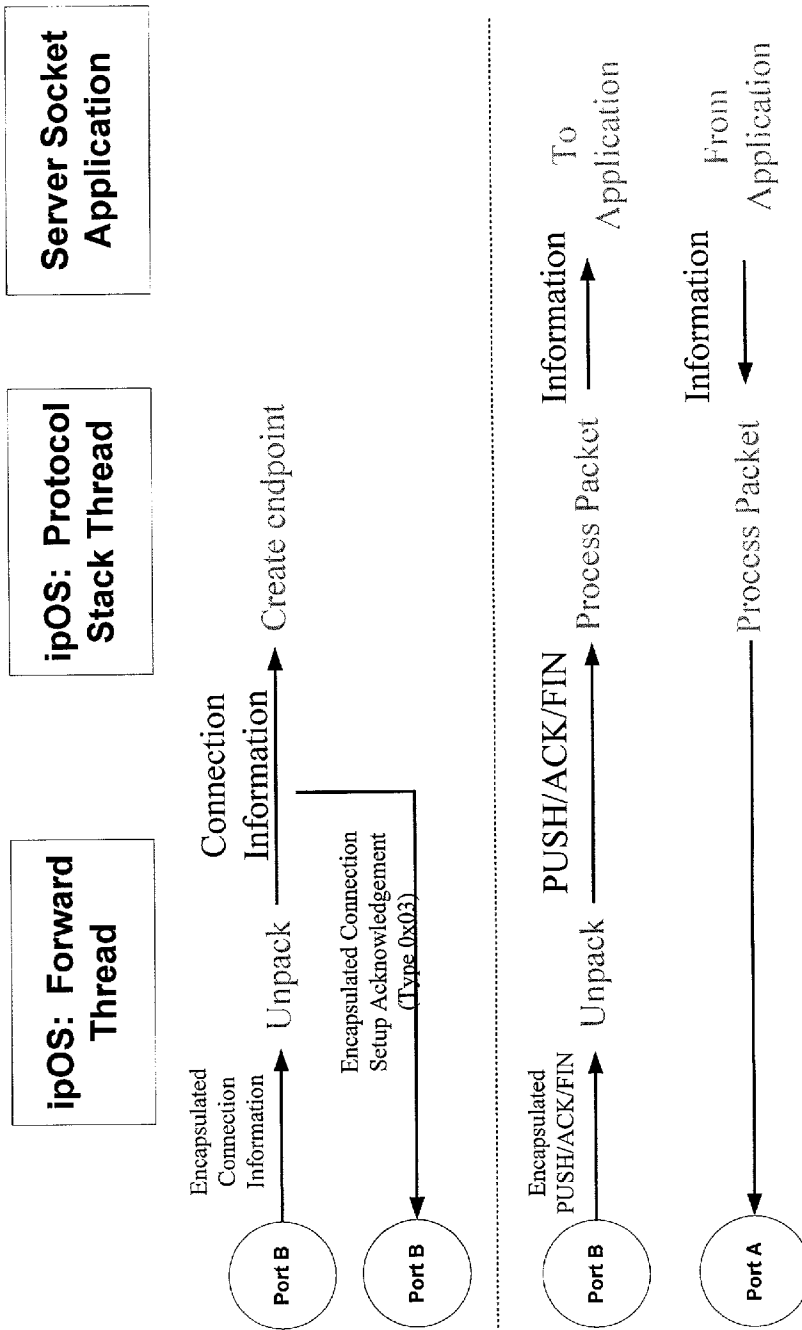 ipOS: Forward
Thread
ipOS: Protocol
Stack Thread
Server Socket
Application
Port B
Encapsulated
Connection
Information
Unpack
Connection
Information
Create endpoint
Port B
Encapsulated Connection
Setup Acknowledgement
(Type 0x03)
Port B
Encapsulated
PUSH/ACK/FIN
Unpack
PUSH/ACK/FIN
Process Packet
Information
To
Application
Port A
Process Packet
Information
From
Application